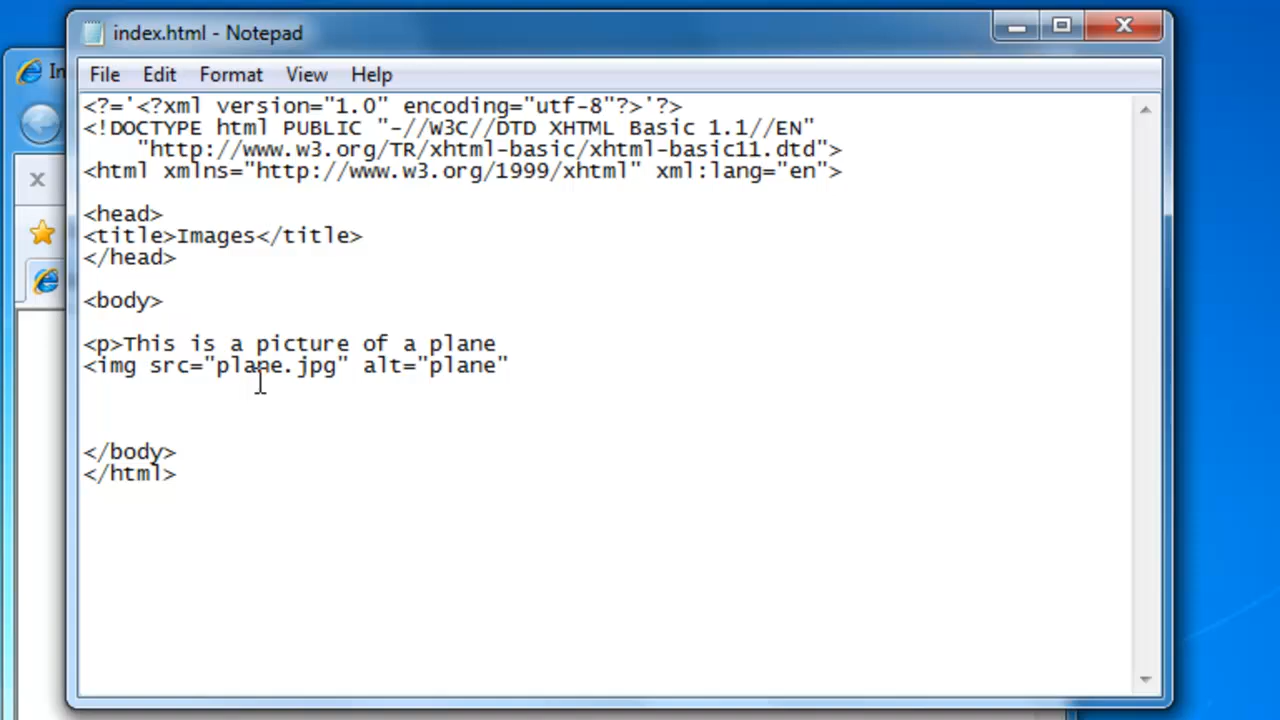 index.html - Notepad
In
File Edit Format View Help
<?='<?xml version="1.0" encoding="utf-8"?>'?>
<!DOCTYPE html PUBLIC "-//W3C//DTD XHTML Basic 1.1//EN"
"http://www.w3.org/TR/xhtml-basic/xhtml-basic11.dtd">
<html xmlns="http://www.w3.org/1999/xhtml" xml:lang="en">
<head>
<title>Images</title>
</head>
<body>
<p>This is a picture of a plane
<img src="plane.jpg" alt="plane"
</body>
</html>